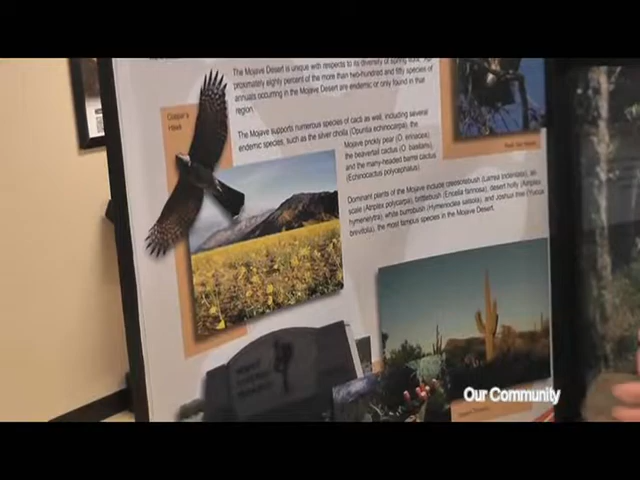 The Mojave Desert is unique with respects to its diversity of spring
proximately eighty percent of the more than two-hundred and fifty species of
annuals occurring in the Mojave Desert are endemic or only found in that
region.
Cooper's
Hawk
The Mojave supports numerous species of cacti as well, including several
endemic species, such as the silver cholla (Opuntia echinocarpa), the
Mojave prickly pear (O. erinacea),
the beavertail cactus (O. basilaris),
and the many-headed barrel cactus
(Echinocactus polycephalus).
Dominant plants of the Mojave include creosotebush (Larrea tridentata), all-
scale (Atriplex polycarpa), brittlebush (Encelia farinosa), desert holly (Atriplex
hymenelytra), white burrobush (Hymenoclea salsola), and Joshua tree (Yucca
brevifolia), the most famous species in the Mojave Desert.
Our Community